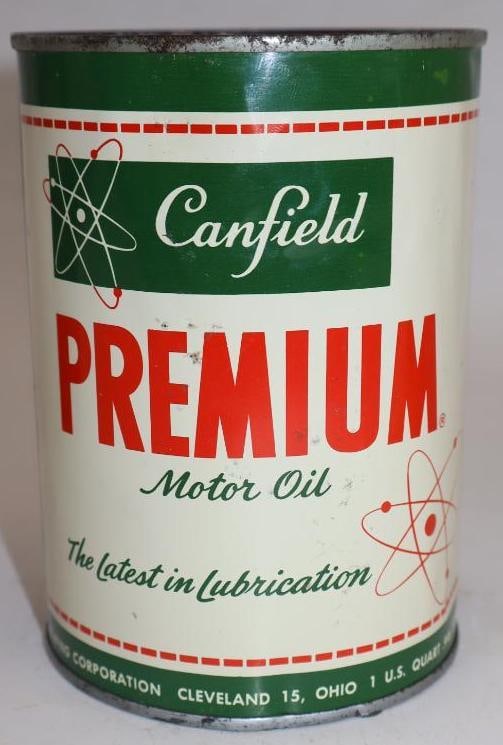 Canfield
PREMIUM®
Motor Oil
The Latest in Lubrication
CORPORATION CLEVELAND 15, OHIO 1 U.S. QUART